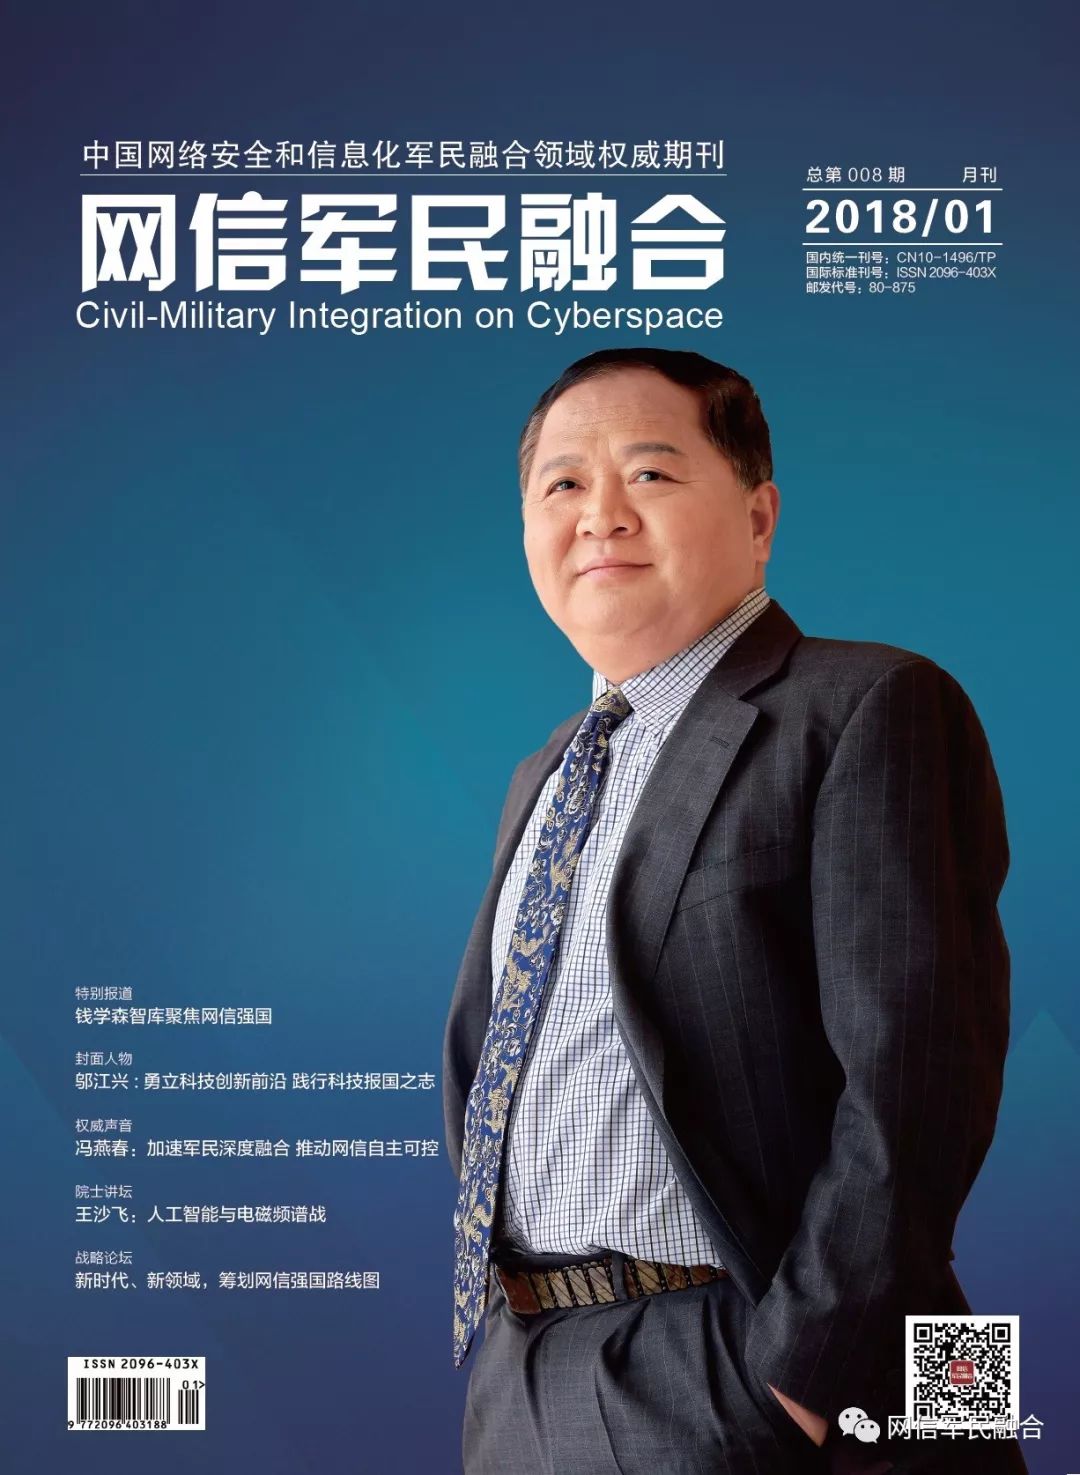 中国网络安全和信息化军民融合领域权威期刊
网信军民融合
Civil-Military Integration on Cyberspace
总第 008 期 月刊
2018/01
国内统一刊号：CN10-1496/TP
国际标准刊号：ISSN 2096-403X
邮发代号：80-875
特别报道
钱学森智库聚焦网信强国
封面人物
邬江兴：勇立科技创新前沿 践行科技报国之志
权威声音
冯燕春：加速军民深度融合 推动网信自主可控
院士讲坛
王沙飞：人工智能与电磁频谱战
战略论坛
新时代、新领域，筹划网信强国路线图
ISSN 2096-403X
01>
9 772096 403188
网信
军民融合
网信军民融合